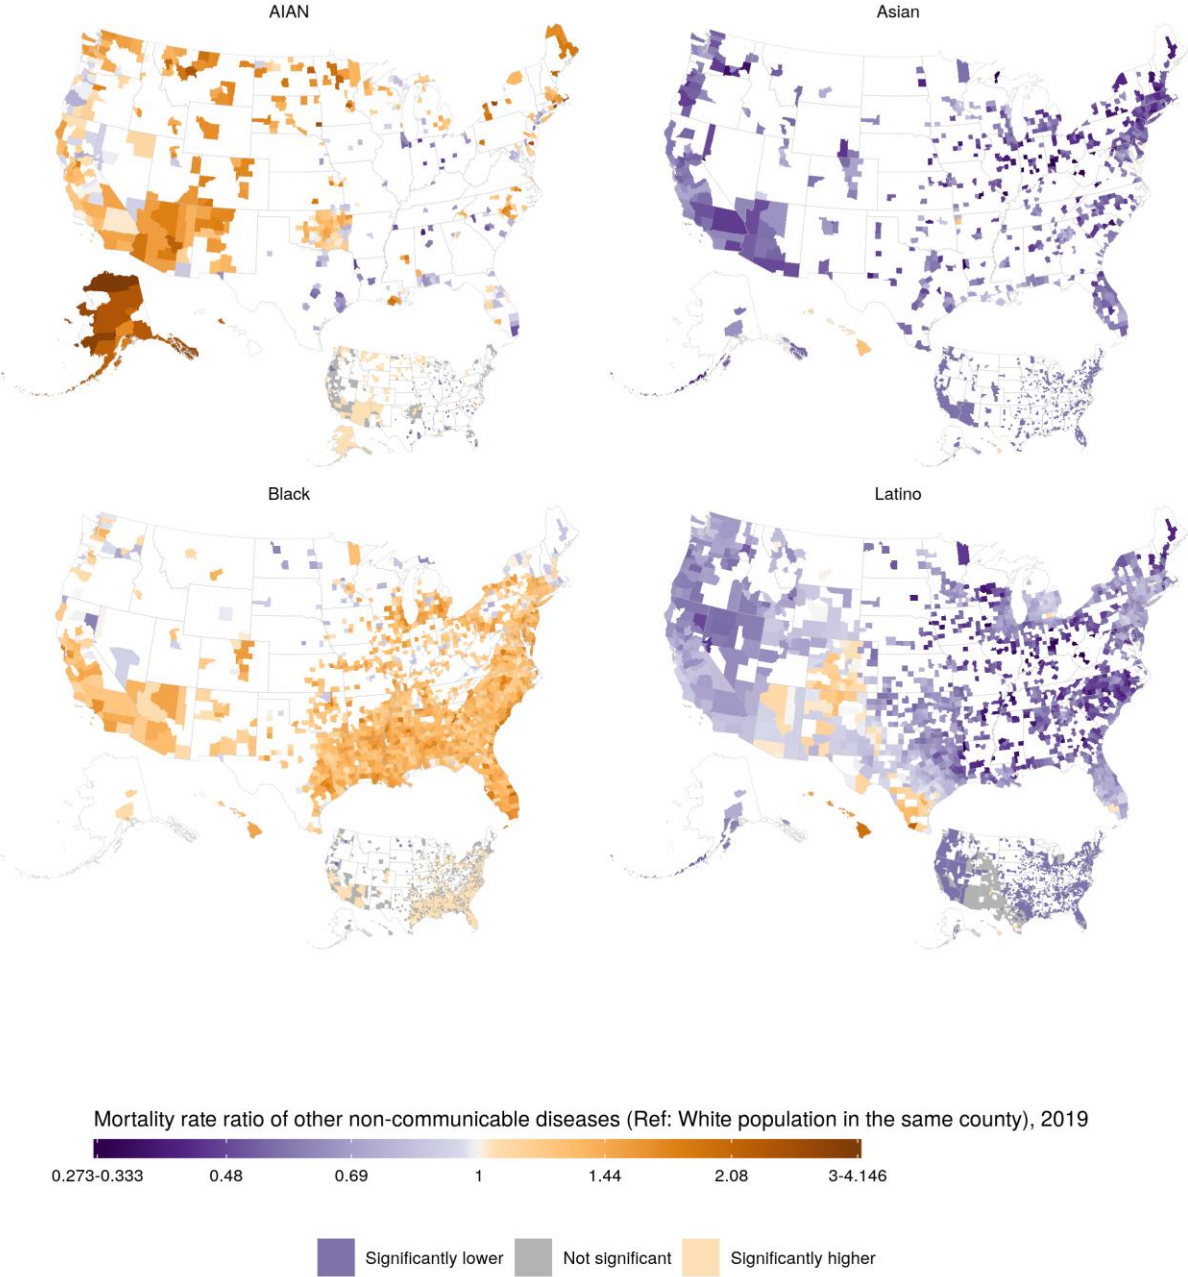 AIAN
Asian
Black
Latino
Mortality rate ratio of other non-communicable diseases (Ref: White population in the same county), 2019
0.273-0.333 0.48 0.69 1 1.44 2.08 3-4.146
Significantly lower Not significant Significantly higher